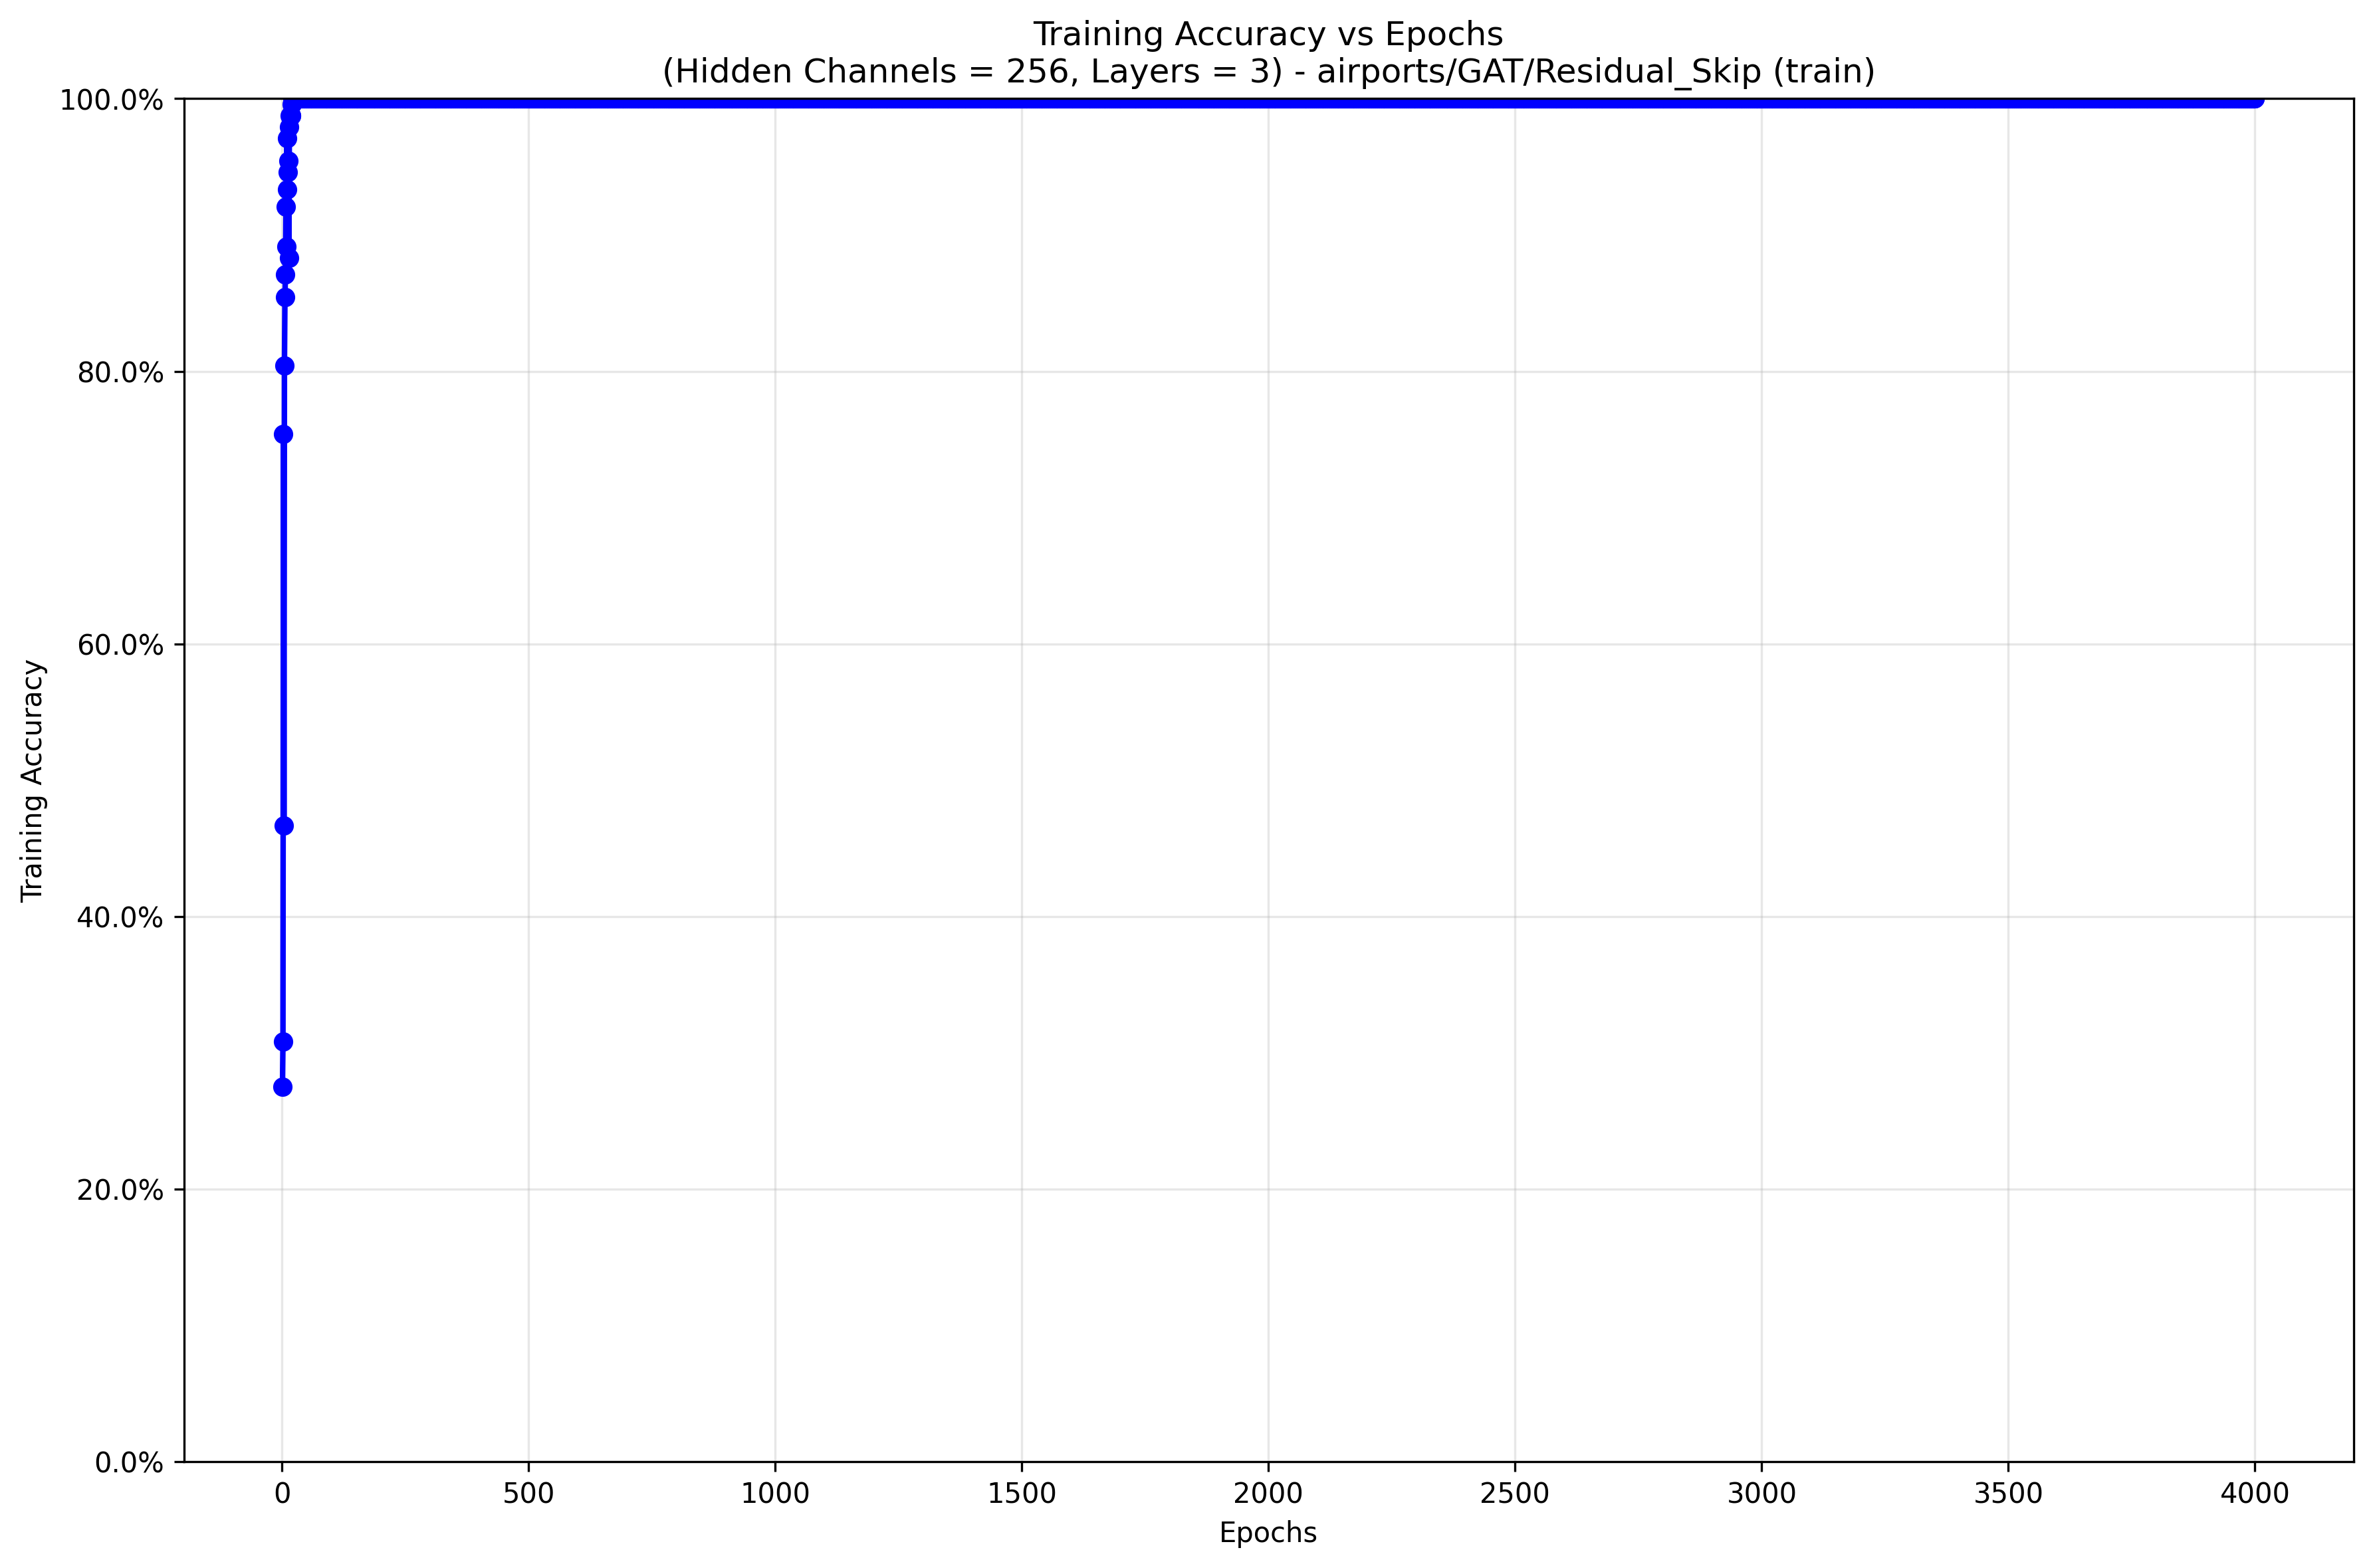 Training Accuracy vs Epochs
(Hidden Channels = 256, Layers = 3) - airports/GAT/Residual_Skip (train)
100.0%
80.0%
60.0%
40.0%
20.0%
0.0%
Training Accuracy
0 500 1000 1500 2000 2500 3000 3500 4000
Epochs